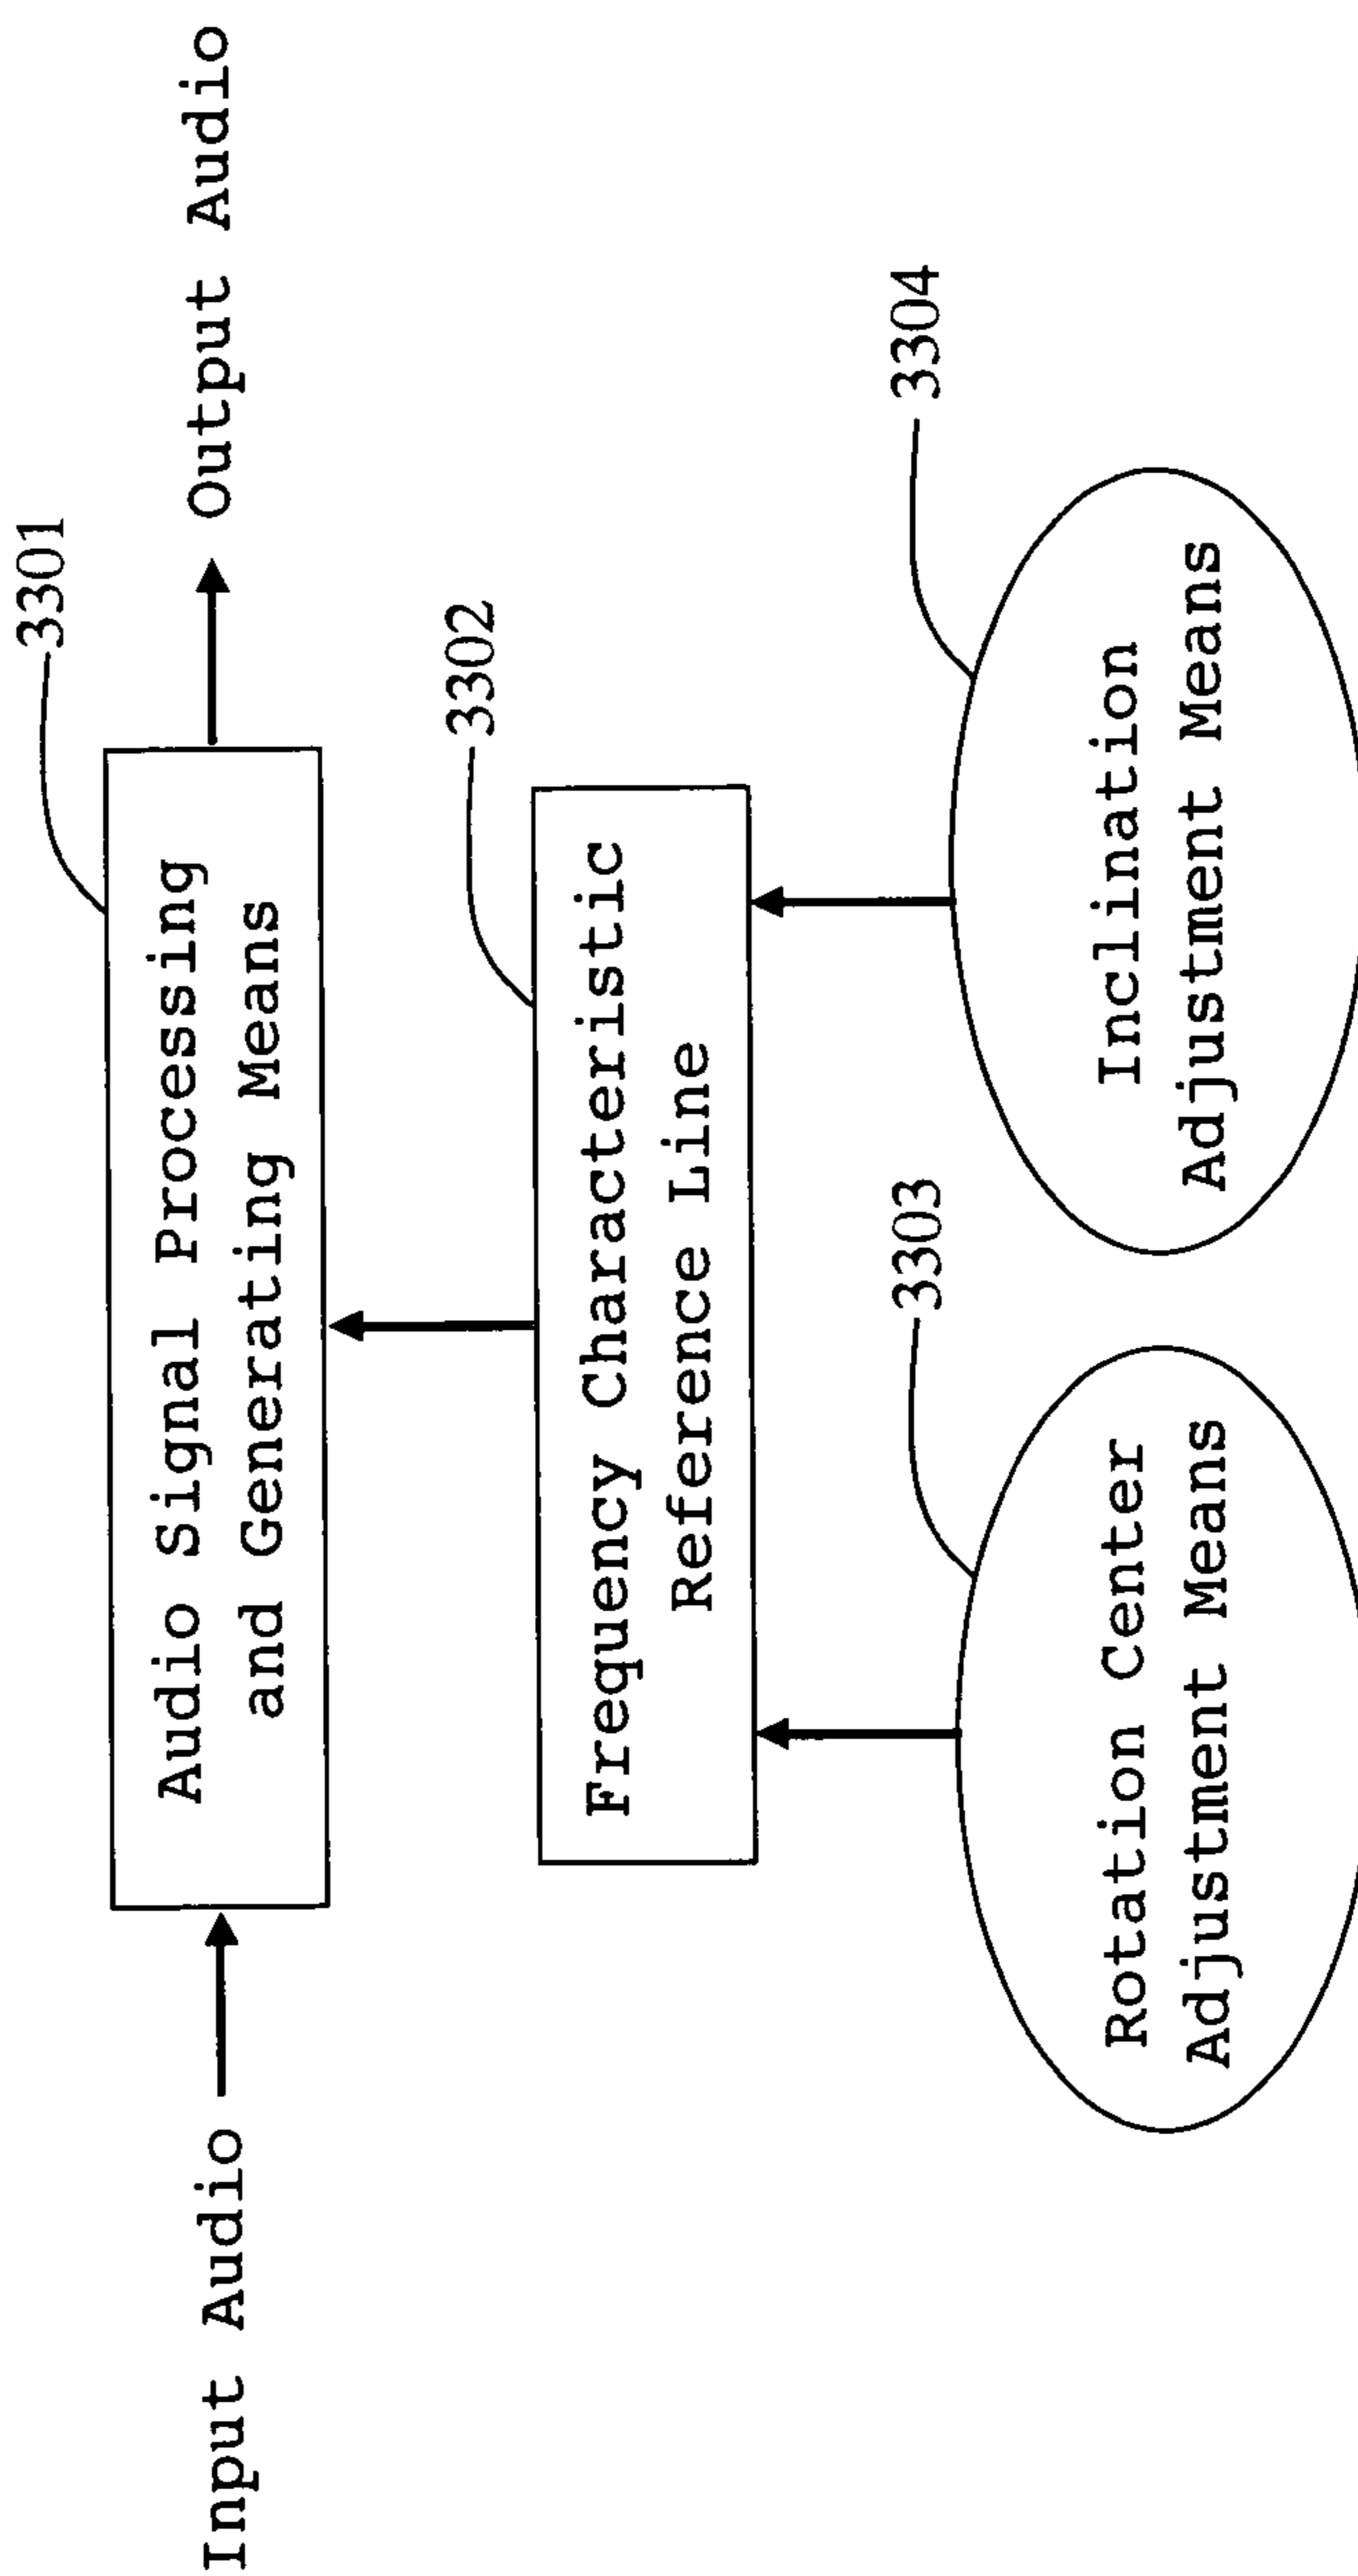 3301
Input Audio
Audio Signal Processing
and Generating Means
Output Audio
3302
Frequency Characteristic
Reference Line
3303
Rotation Center
Adjustment Means
3304
Inclination
Adjustment Means